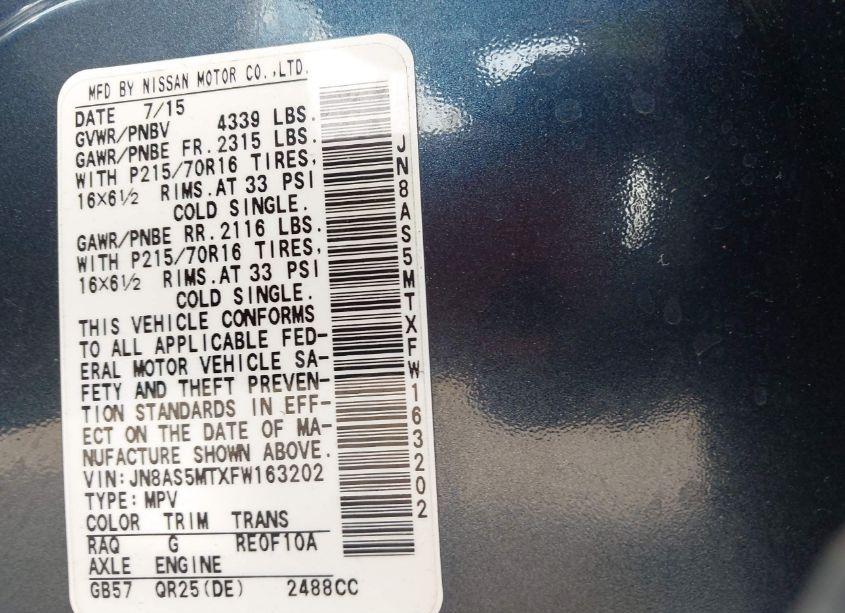 MFD BY NISSAN MOTOR CO.,LTD.
DATE 7/15
GVWR/PNBV 4339 LBS.
GAWR/PNBE FR. 2315 LBS.
WITH P215/70R16 TIRES,
16X6½ RIMS.AT 33 PSI
COLD SINGLE.
GAWR/PNBE RR. 2116 LBS.
WITH P215/70R16 TIRES,
16X6½ RIMS.AT 33 PSI
COLD SINGLE.
THIS VEHICLE CONFORMS
TO ALL APPLICABLE FED-
ERAL MOTOR VEHICLE SA-
FETY AND THEFT PREVEN-
TION STANDARDS IN EFF-
ECT ON THE DATE OF MA-
NUFACTURE SHOWN ABOVE.
VIN:JN8AS5MTXFW163202
TYPE:MPV
COLOR TRIM TRANS
RAQ G RE0F10A
AXLE ENGINE
GB57 QR25(DE) 2488CC
JN8AS5MTXFW163202